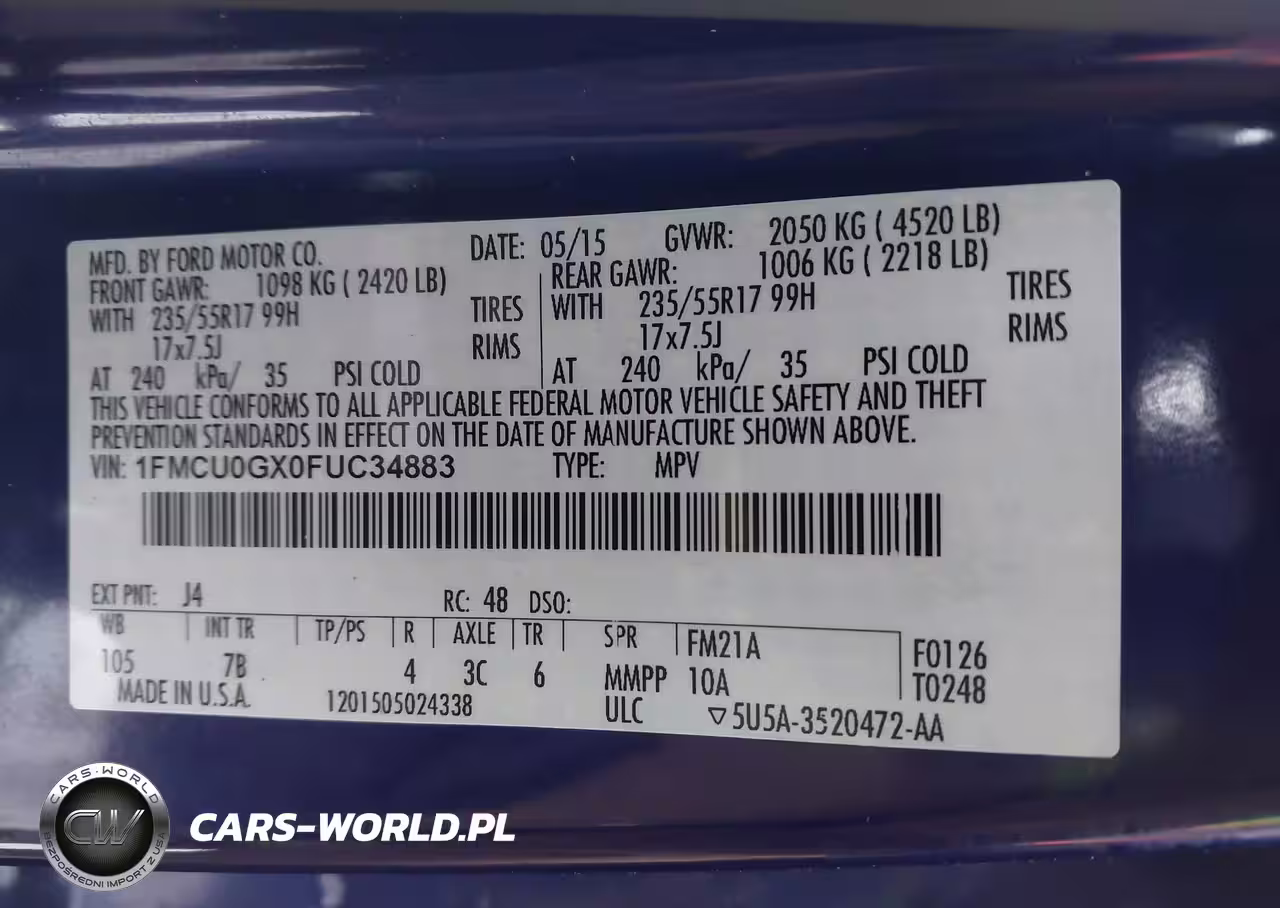 MFD. BY FORD MOTOR CO. DATE: 05/15 GVWR: 2050 KG ( 4520 LB)
FRONT GAWR: 1098 KG ( 2420 LB) REAR GAWR: 1006 KG ( 2218 LB)
WITH 235/55R17 99H TIRES WITH 235/55R17 99H TIRES
17x7.5J RIMS 17x7.5J RIMS
AT 240 kPa/ 35 PSI COLD AT 240 kPa/ 35 PSI COLD
THIS VEHICLE CONFORMS TO ALL APPLICABLE FEDERAL MOTOR VEHICLE SAFETY AND THEFT
PREVENTION STANDARDS IN EFFECT ON THE DATE OF MANUFACTURE SHOWN ABOVE.
VIN: 1FMCU0GX0FUC34883 TYPE: MPV
EXT PNT: J4 RC: 48 DSO:
WB INT TR TP/PS R AXLE TR SPR FM21A F0126
105 7B 4 3C 6 MMPP 10A T0248
MADE IN U.S.A. 1201505024338 ULC ▽5U5A-3520472-AA
CARS-WORLD
CW
BEZPOŚREDNI IMPORT Z USA
CARS-WORLD.PL